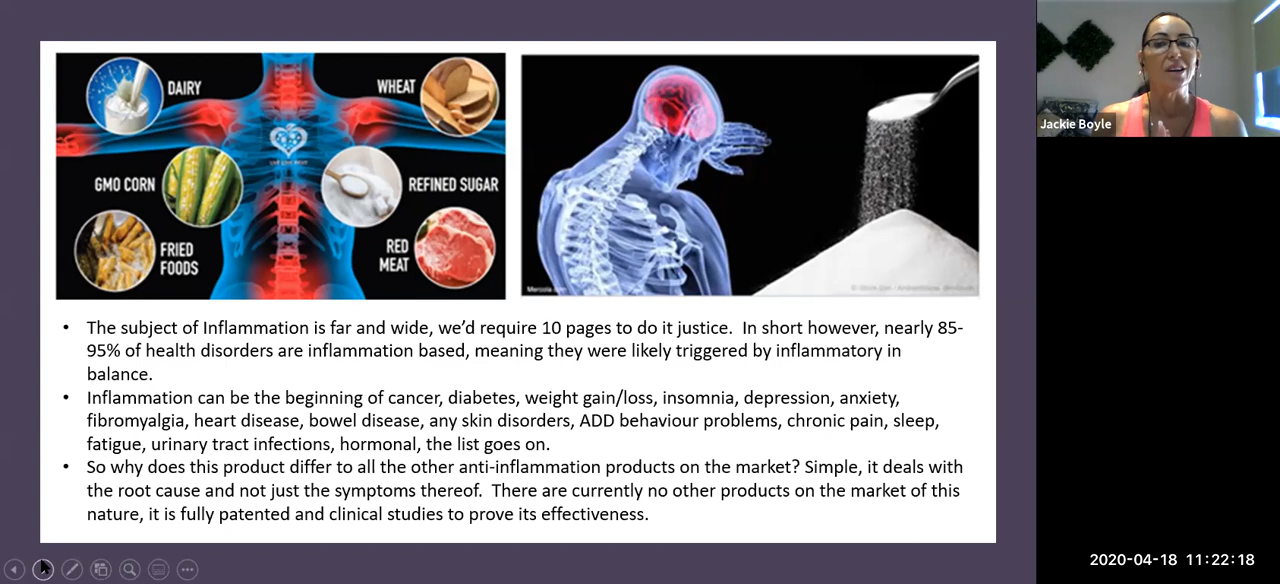 DAIRY
WHEAT
GMO CORN
REFINED SUGAR
FRIED
FOODS
RED
MEAT
Jackie Boyle
• The subject of Inflammation is far and wide, we’d require 10 pages to do it justice. In short however, nearly 85-
95% of health disorders are inflammation based, meaning they were likely triggered by inflammatory in
balance.
• Inflammation can be the beginning of cancer, diabetes, weight gain/loss, insomnia, depression, anxiety,
fibromyalgia, heart disease, bowel disease, any skin disorders, ADD behaviour problems, chronic pain, sleep,
fatigue, urinary tract infections, hormonal, the list goes on.
• So why does this product differ to all the other anti-inflammation products on the market? Simple, it deals with
the root cause and not just the symptoms thereof. There are currently no other products on the market of this
nature, it is fully patented and clinical studies to prove its effectiveness.
2020-04-18 11:22:18